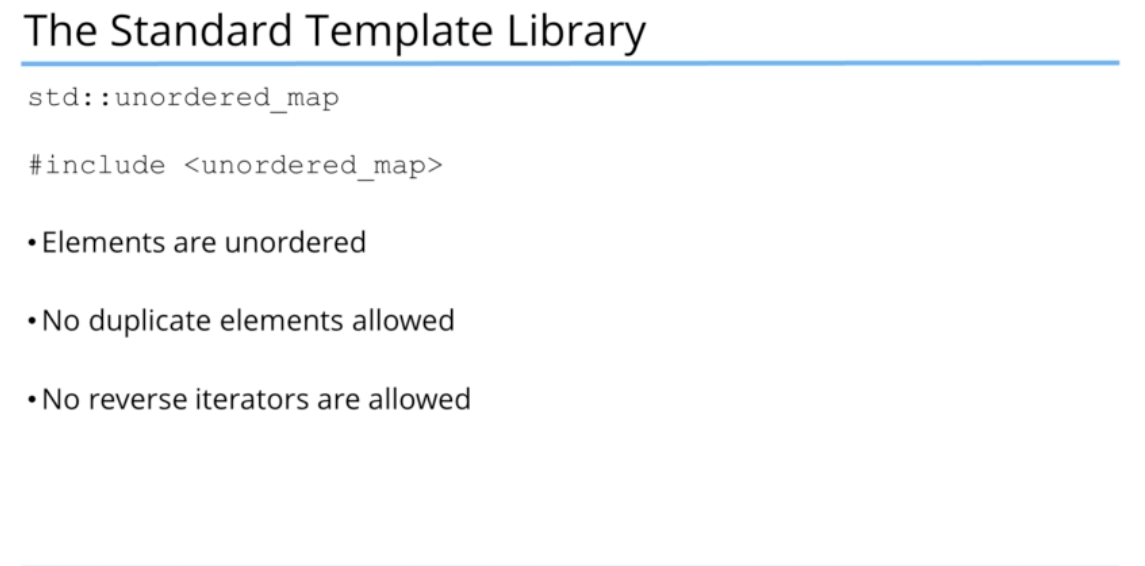 The Standard Template Library
std::unordered_map
#include <unordered_map>
•Elements are unordered
•No duplicate elements allowed
•No reverse iterators are allowed